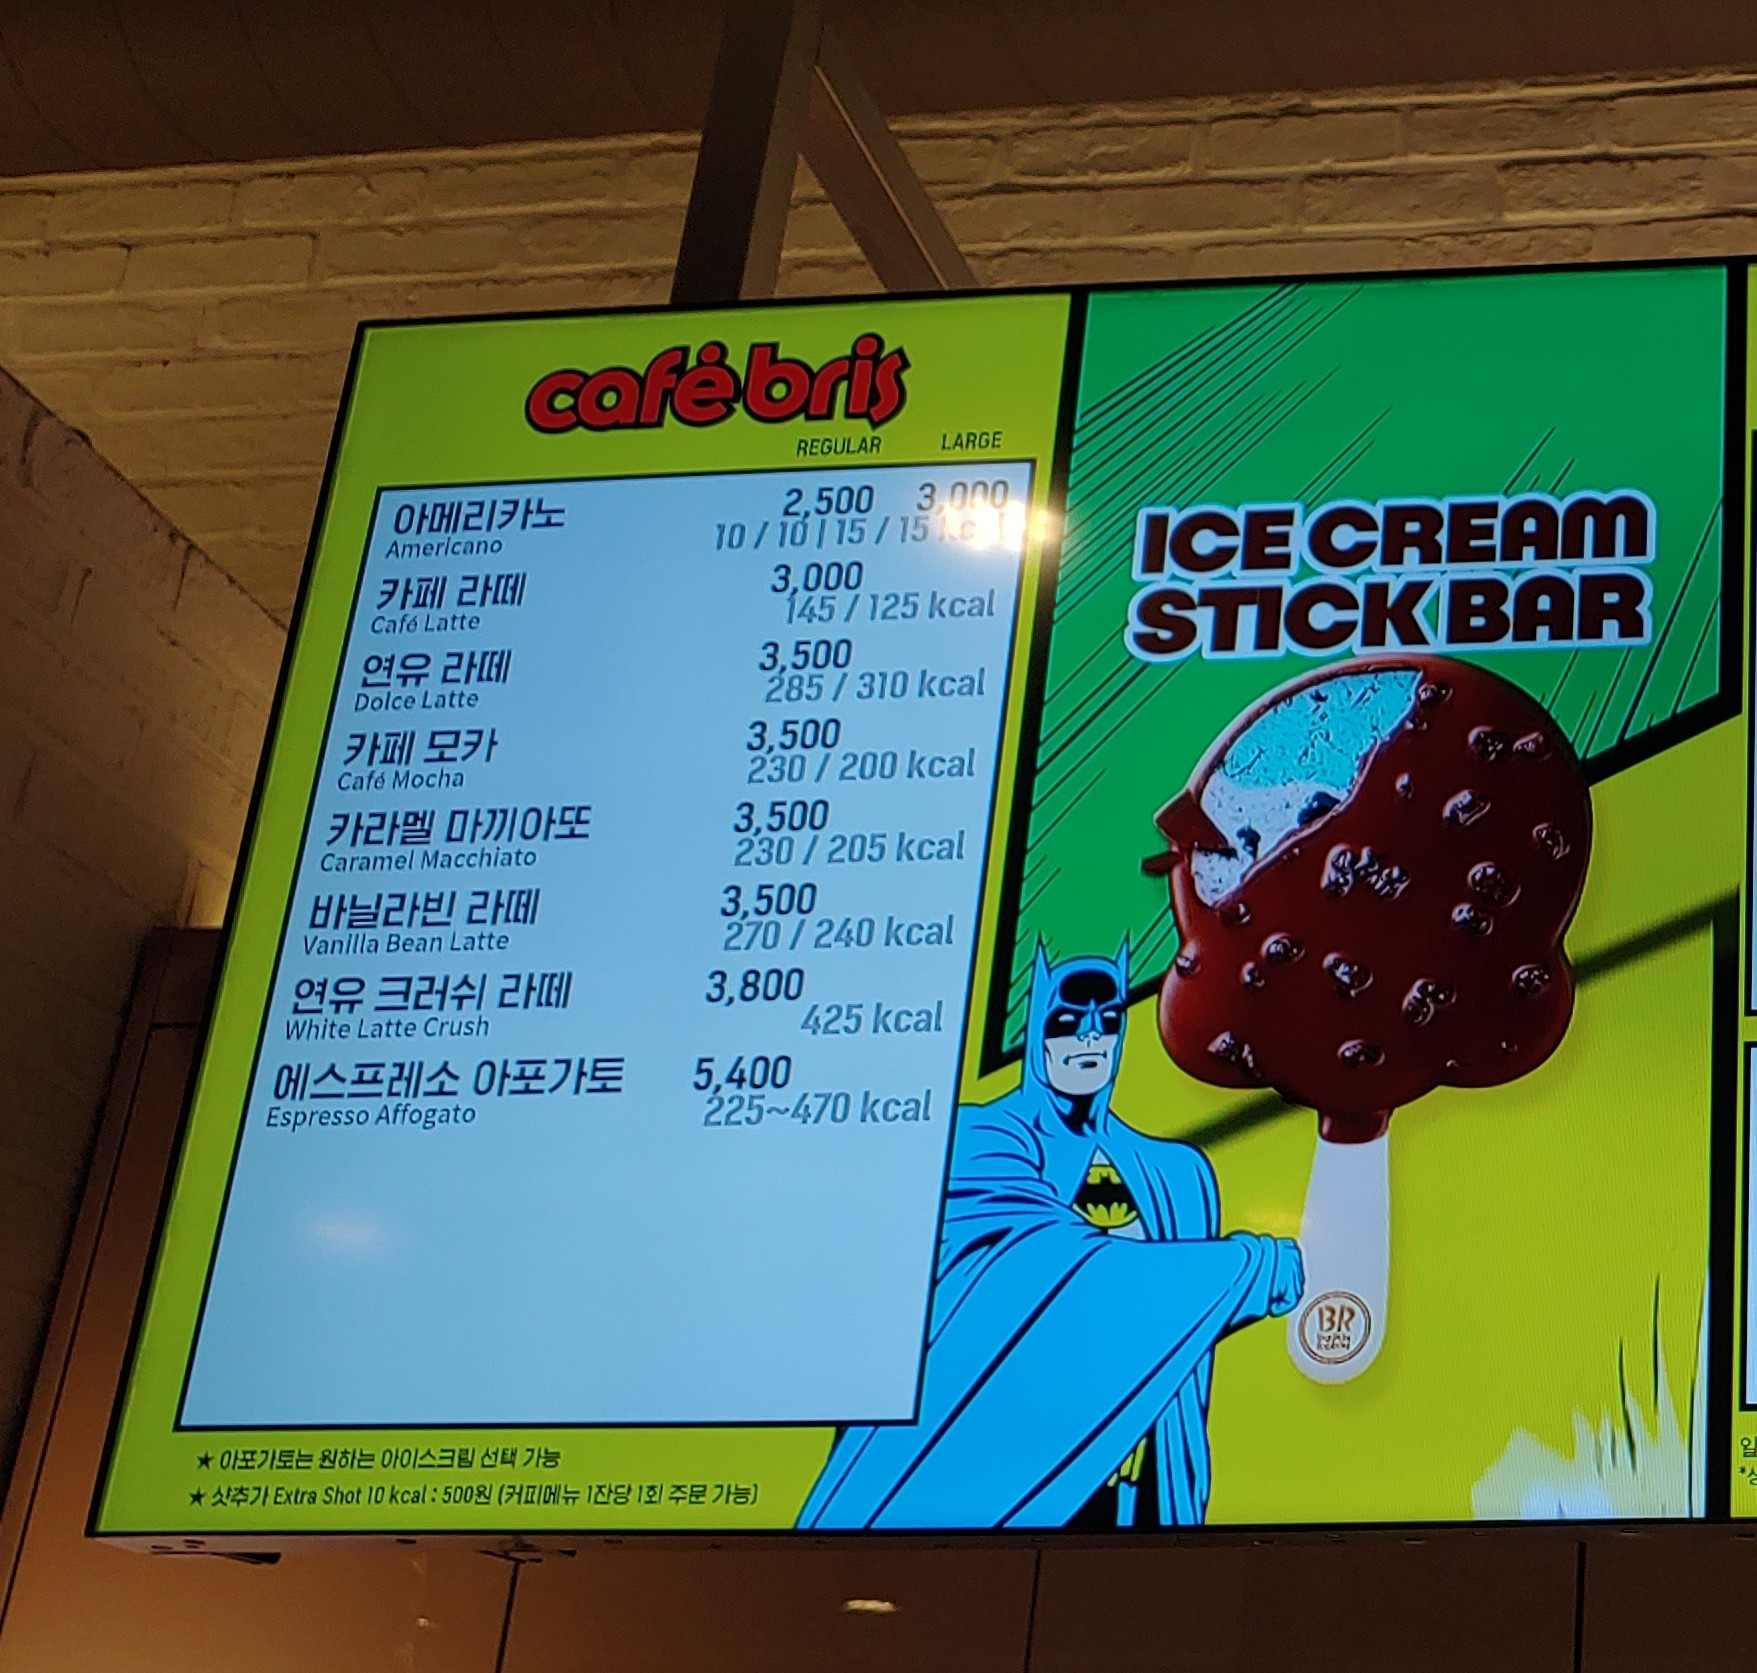 cafébris
REGULAR LARGE
아메리카노 2,500 3,000
Americano 10 / 10 | 15 / 15 kcal
카페 라떼 3,000
Café Latte 145 / 125 kcal
연유 라떼 3,500
Dolce Latte 285 / 310 kcal
카페 모카 3,500
Café Mocha 230 / 200 kcal
카라멜 마끼아또 3,500
Caramel Macchiato 230 / 205 kcal
바닐라빈 라떼 3,500
Vanilla Bean Latte 270 / 240 kcal
연유 크러쉬 라떼 3,800
White Latte Crush 425 kcal
에스프레소 아포가토 5,400
Espresso Affogato 225~470 kcal
★ 아포가토는 원하는 아이스크림 선택 가능
★ 샷추가 Extra Shot 10 kcal : 500원 (커피메뉴 1잔당 1회 주문 가능)
ICE CREAM
STICK BAR
BR